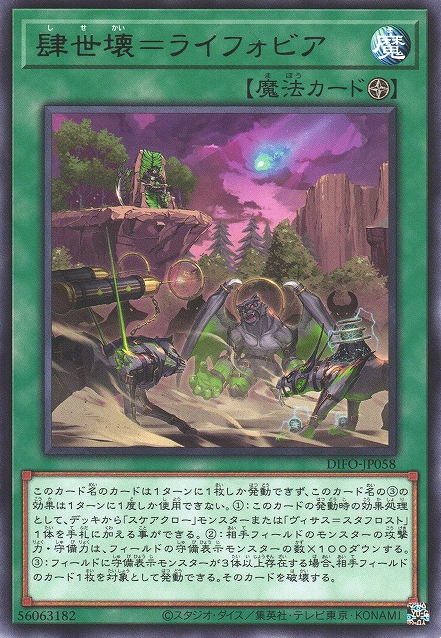 肆世壊=ライフォビア
魔
【魔法カード】
DIFO-JP058
このカード名のカードは1ターンに1枚しか発動できず、このカード名の③の
効果は1ターンに1度しか使用できない。①：このカードの発動時の効果処理
として、デッキから「スケアクロー」モンスターまたは「ヴィサス=スタフロスト」
1体を手札に加える事ができる。②：相手フィールドのモンスターの攻撃
力・守備力は、フィールドの守備表示モンスターの数×100ダウンする。
③：フィールドに守備表示モンスターが3体以上存在する場合、相手フィールド
のカード1枚を対象として発動できる。そのカードを破壊する。
56063182
©スタジオ・ダイス/集英社・テレビ東京・KONAMI